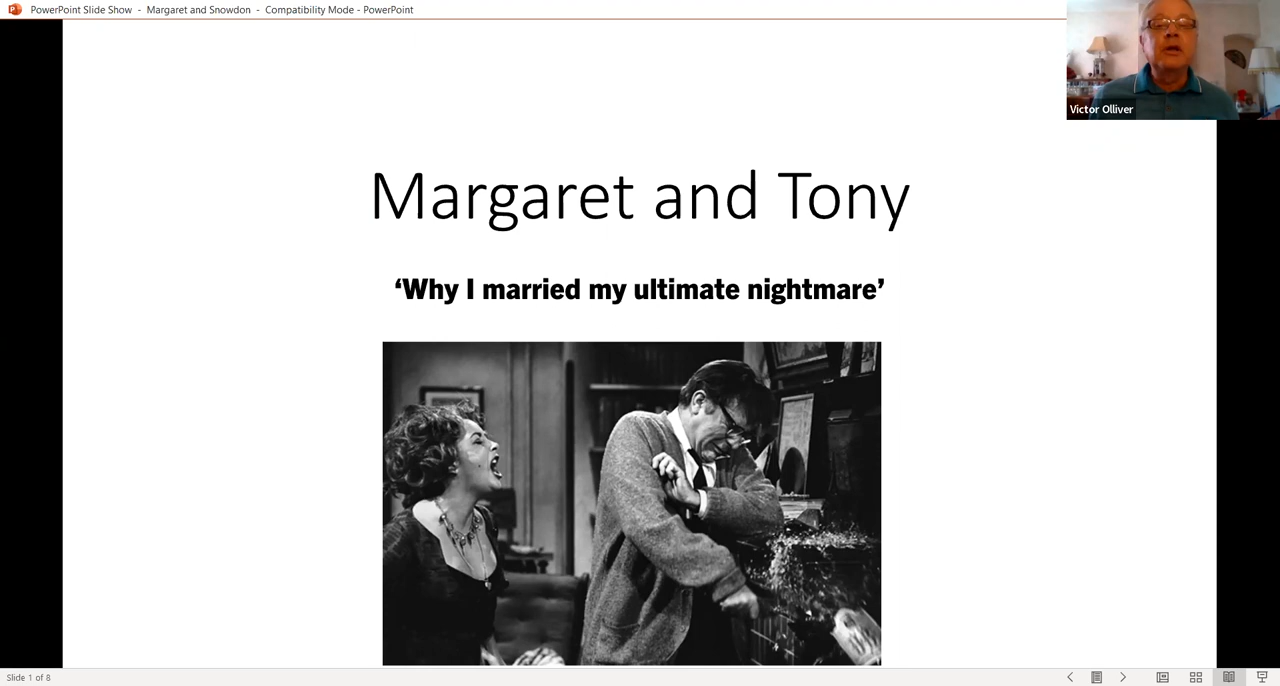 PowerPoint Slide Show - Margaret and Snowdon - Compatibility Mode - PowerPoint
Victor Olliver
Margaret and Tony
‘Why I married my ultimate nightmare’
Slide 1 of 8